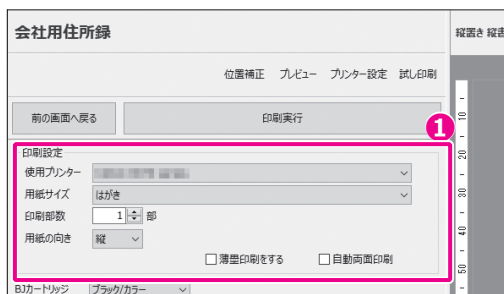 会社用住所録
縦置き 縦書
位置補正 プレビュー プリンター設定 試し印刷
前の画面へ戻る 印刷実行
1
印刷設定
使用プリンター
用紙サイズ はがき
印刷部数 1 部
用紙の向き 縦
薄墨印刷をする 自動両面印刷
BJカートリッジ ブラック/カラー
10
20
30
40
50